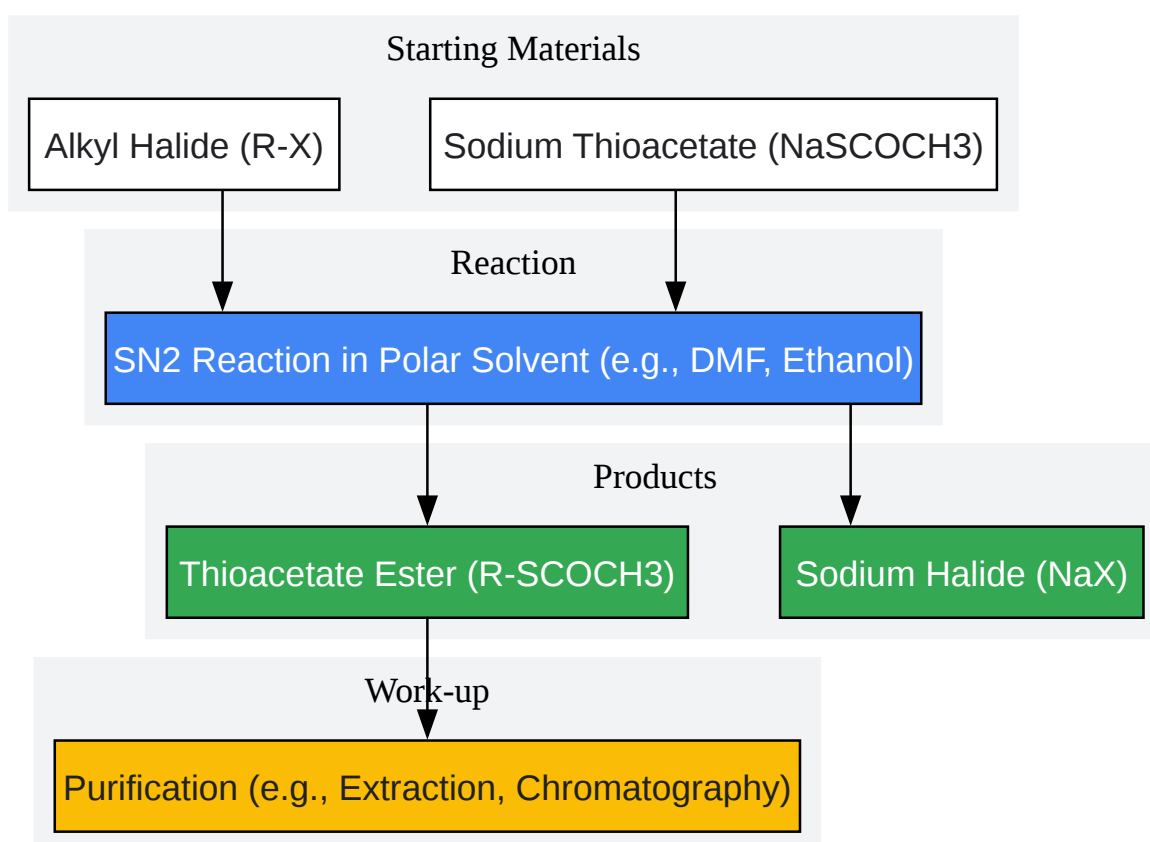 Starting Materials
Alkyl Halide (R-X)
Sodium Thioacetate (NaSCOCH3)
Reaction
SN2 Reaction in Polar Solvent (e.g., DMF, Ethanol)
Products
Thioacetate Ester (R-SCOCH3)
Sodium Halide (NaX)
Work-up
Purification (e.g., Extraction, Chromatography)